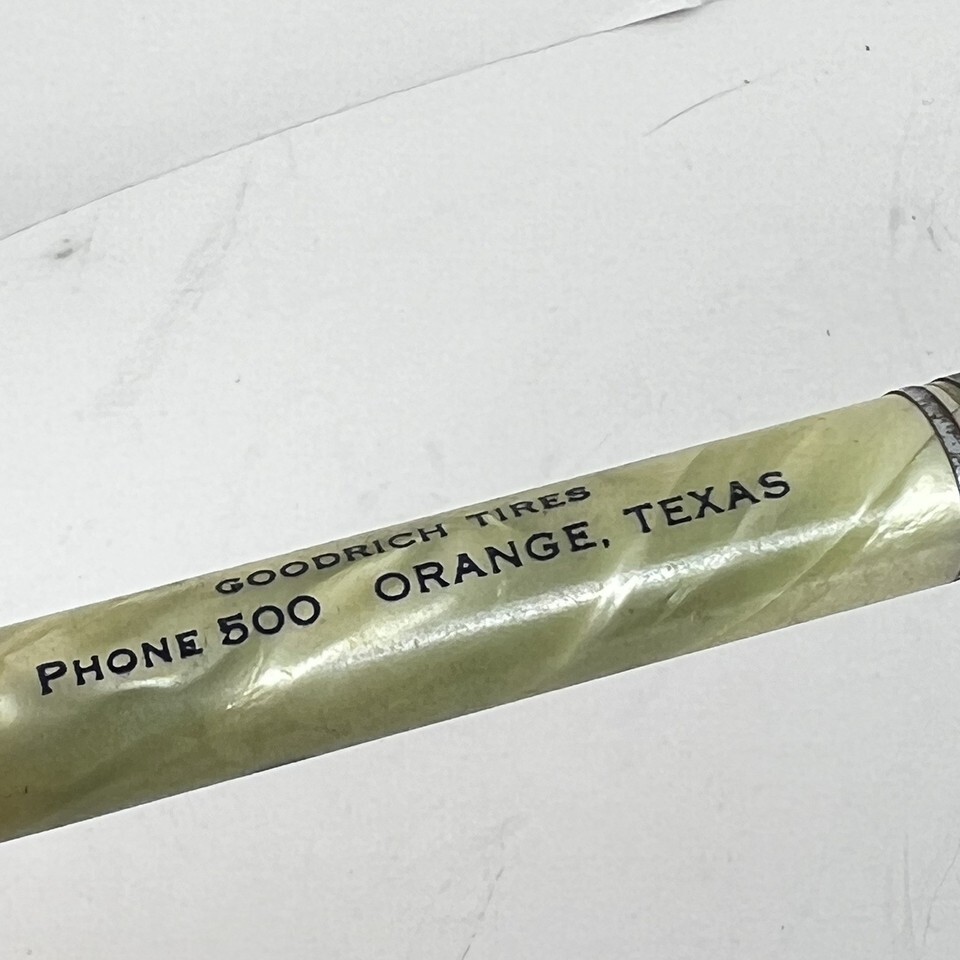 GOODRICH TIRES
PHONE 500 ORANGE, TEXAS